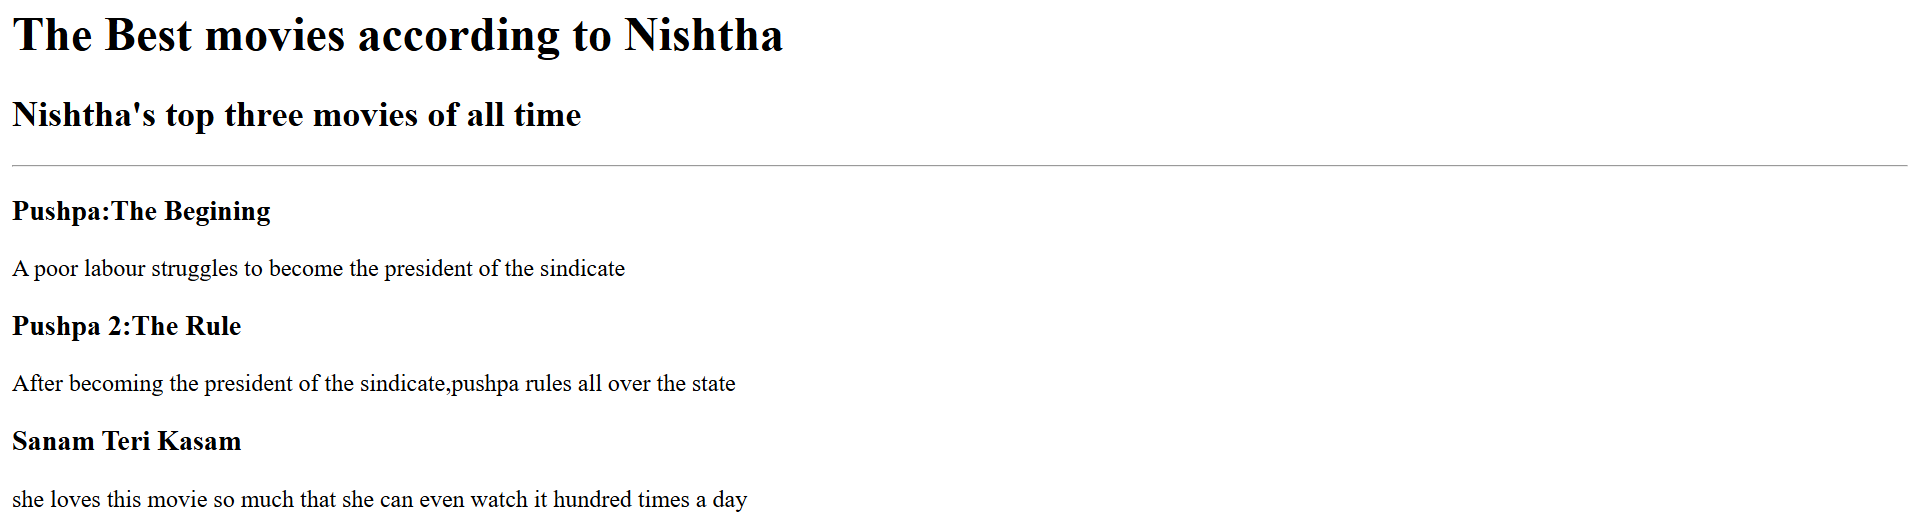 The Best movies according to Nishtha
Nishtha's top three movies of all time
Pushpa:The Begining
A poor labour struggles to become the president of the sindicate
Pushpa 2:The Rule
After becoming the president of the sindicate,pushpa rules all over the state
Sanam Teri Kasam
she loves this movie so much that she can even watch it hundred times a day